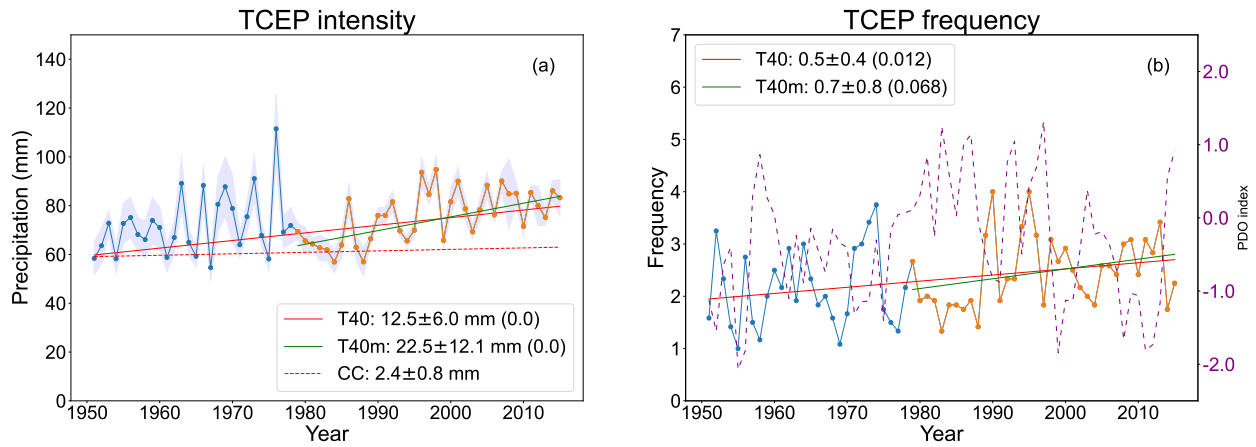 TCEP intensity
140
120
100
80
60
40
20
0
Precipitation (mm)
(a)
T40: 12.5±6.0 mm (0.0)
T40m: 22.5±12.1 mm (0.0)
CC: 2.4±0.8 mm
1950 1960 1970 1980 1990 2000 2010
Year
TCEP frequency
7
6
5
4
3
2
1
0
Frequency
T40: 0.5±0.4 (0.012)
T40m: 0.7±0.8 (0.068)
(b)
2.0
1.0
0.0
-1.0
-2.0
PDO index
1950 1960 1970 1980 1990 2000 2010
Year